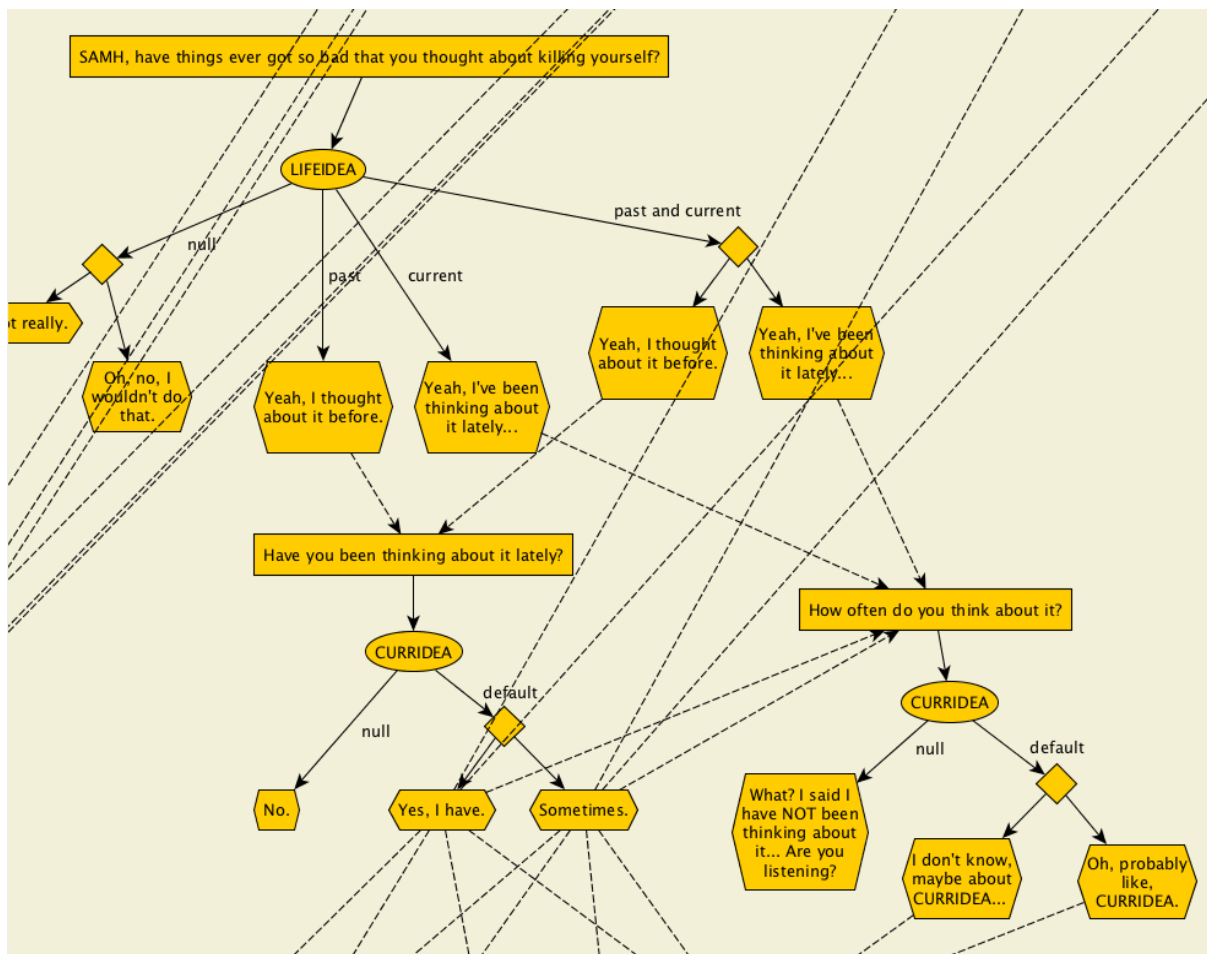 SAMH, have things ever got so bad that you thought about killing yourself?
LIFEIDEA
past and current
null
past
current
ot really.
Oh, no, I
wouldn't do
that.
Yeah, I thought
about it before.
Yeah, I've been
thinking about
it lately...
Yeah, I thought
about it before.
Yeah, I've been
thinking about
it lately...
Have you been thinking about it lately?
How often do you think about it?
CURRIDEA
null
default
No.
Yes, I have.
Sometimes.
CURRIDEA
null
default
What? I said I
have NOT been
thinking about
it... Are you
listening?
I don't know,
maybe about
CURRIDEA...
Oh, probably
like,
CURRIDEA.